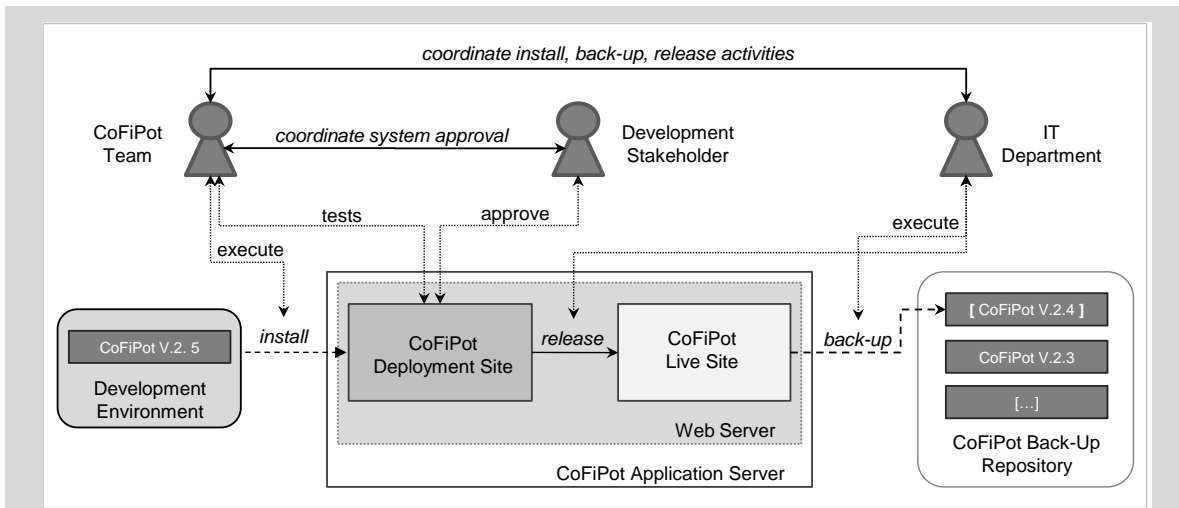 coordinate install, back-up, release activities
CoFiPot
Team
coordinate system approval
Development
Stakeholder
IT
Department
tests
approve
execute
execute
install
release
back-up
CoFiPot V.2. 5
Development
Environment
CoFiPot
Deployment Site
CoFiPot
Live Site
Web Server
CoFiPot Application Server
[ CoFiPot V.2.4 ]
CoFiPot V.2.3
[...]
CoFiPot Back-Up
Repository